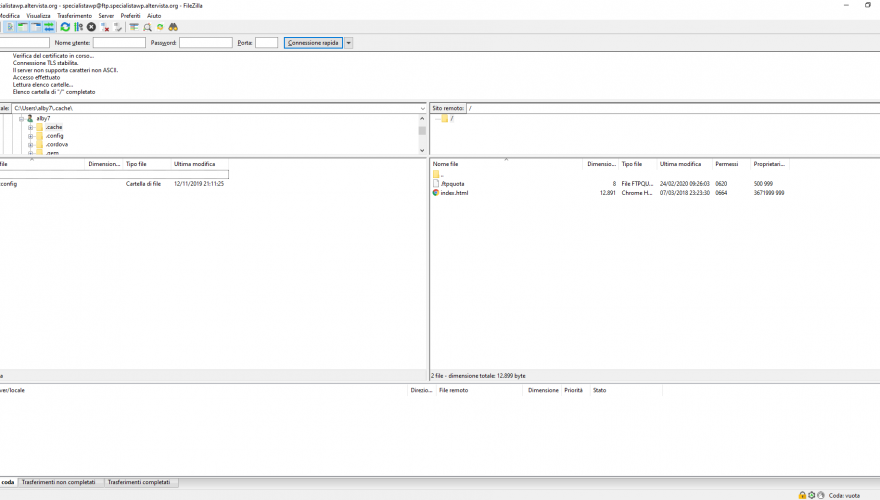 cialistawp.altervista.org - specialistawp@ftp.specialistawp.altervista.org - FileZilla
Modifica Visualizza Trasferimento Server Preferiti Aiuto
Nome utente: Password: Porta: Connessione rapida
Verifica del certificato in corso...
Connessione TLS stabilita.
Il server non supporta caratteri non ASCII.
Accesso effettuato
Lettura elenco cartelle...
Elenco cartella di "/" completato
ale: C:\Users\alby7\.cache\
Sito remoto: /
alby7
.cache
.config
.cordova
.gem
/
file Dimension... Tipo file Ultima modifica
config Cartella di file 12/11/2019 21:11:25
Nome file Dimensio... Tipo file Ultima modifica Permessi Proprietari...
..
.ftpquota 8 File FTPQU... 24/02/2020 09:26:03 0620 500 999
index.html 12.891 Chrome H... 07/03/2018 23:23:30 0664 3671999 999
2 file - dimensione totale: 12.899 byte
ver/locale Direzio... File remoto Dimensione Priorità Stato
coda Trasferimenti non completati Trasferimenti completati
Coda: vuota